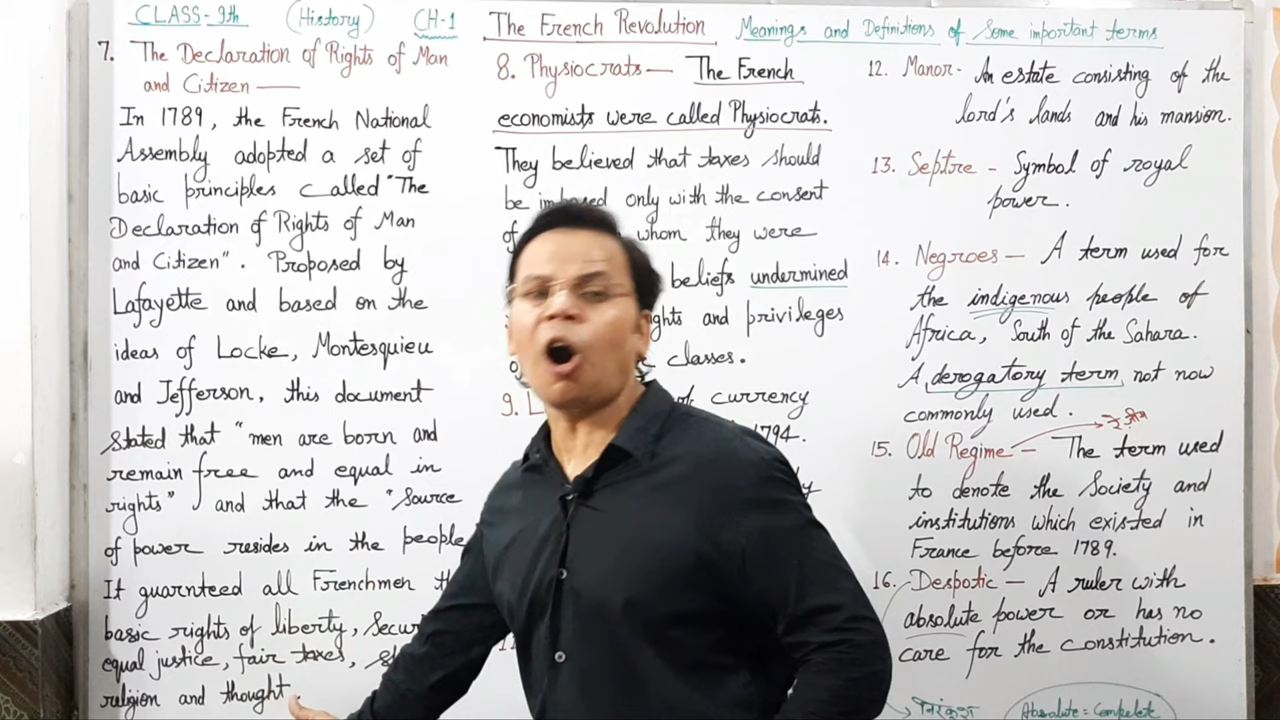 CLASS-9th (History) CH-1 The French Revolution Meanings and Definitions of Some important terms
7. The Declaration of Rights of Man
and Citizen —
In 1789, the French National
Assembly adopted a set of
basic principles called "The
Declaration of Rights of Man
and Citizen". Proposed by
Lafayette and based on the
ideas of Locke, Montesquieu
and Jefferson, this document
stated that "men are born and
remain free and equal in
rights" and that the "Source
of power resides in the people
It guarnteed all Frenchmen
basic rights of liberty,
equal justice, fair taxes,
religion and thought.
8. Physiocrats — The French
economists were called Physiocrats.
They believed that taxes should
be imposed only with the consent
whom they were
beliefs undermined
and privileges
classes.
9. of currency
1794.
12. Manor - An estate consisting of the
lord's lands and his mansion.
13. Septre - Symbol of royal
power.
14. Negroes — A term used for
the indigenous people of
Africa, South of the Sahara.
A derogatory term, not now
commonly used.
15. Old Regime — The term used
to denote the Society and
institutions which existed in
France before 1789.
16. Despotic — A ruler with
absolute power or has no
care for the constitution.
निरंकुश Absolute = Compelete